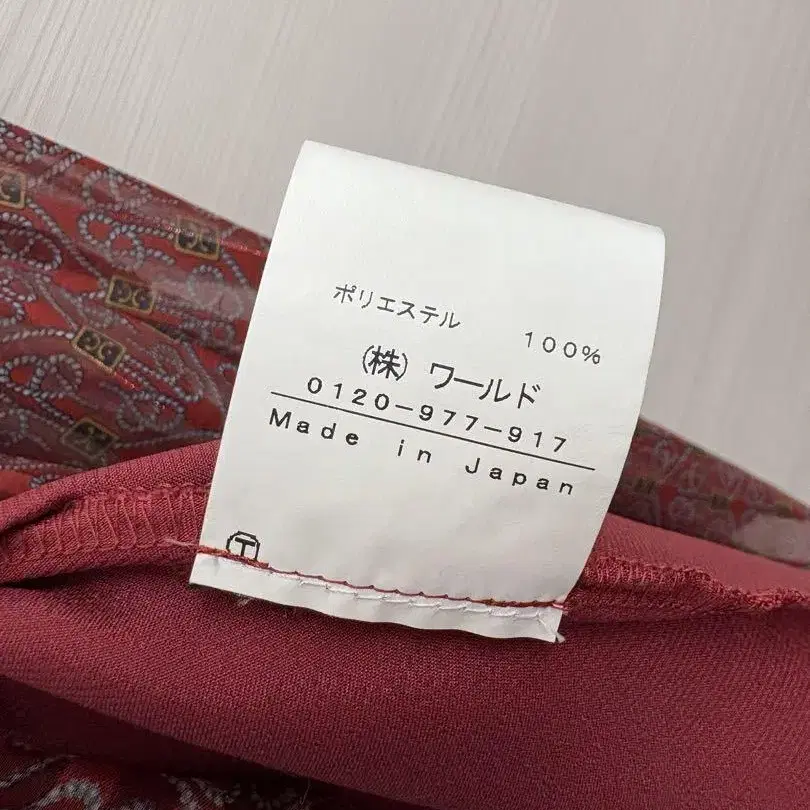 ポリエステル 100%
(株) ワールド
0120-977-917
Made in Japan
T